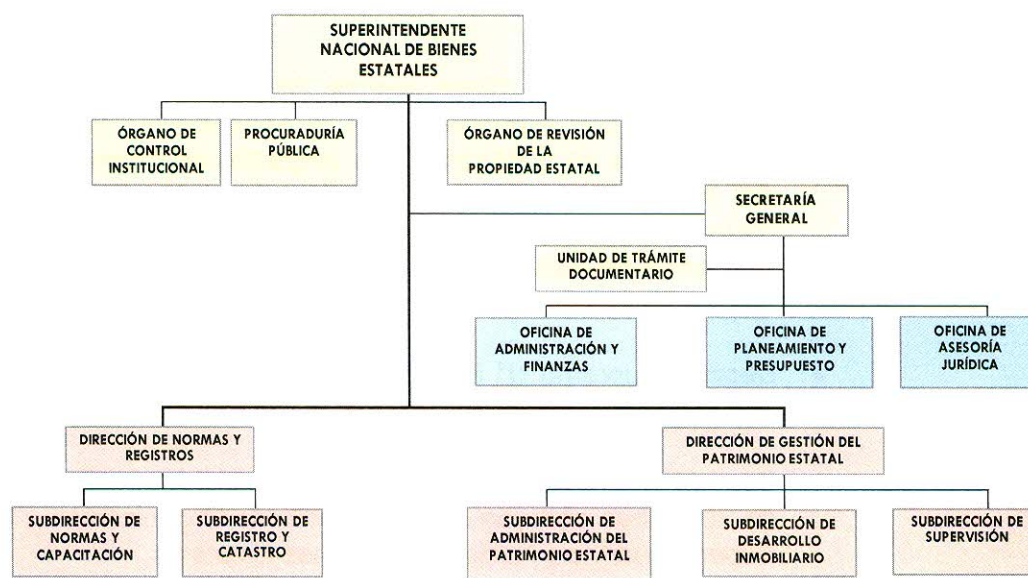 SUPERINTENDENTE
NACIONAL DE BIENES
ESTATALES
ÓRGANO DE
CONTROL
INSTITUCIONAL
PROCURADURÍA
PÚBLICA
ÓRGANO DE REVISIÓN
DE LA
PROPIEDAD ESTATAL
SECRETARÍA
GENERAL
UNIDAD DE TRÁMITE
DOCUMENTARIO
OFICINA DE
ADMINISTRACIÓN Y
FINANZAS
OFICINA DE
PLANEAMIENTO Y
PRESUPUESTO
OFICINA DE
ASESORÍA
JURÍDICA
DIRECCIÓN DE NORMAS Y
REGISTROS
DIRECCIÓN DE GESTIÓN DEL
PATRIMONIO ESTATAL
SUBDIRECCIÓN DE
NORMAS Y
CAPACITACIÓN
SUBDIRECCIÓN DE
REGISTRO Y
CATASTRO
SUBDIRECCIÓN DE
ADMINISTRACIÓN DEL
PATRIMONIO ESTATAL
SUBDIRECCIÓN DE
DESARROLLO
INMOBILIARIO
SUBDIRECCIÓN DE
SUPERVISIÓN